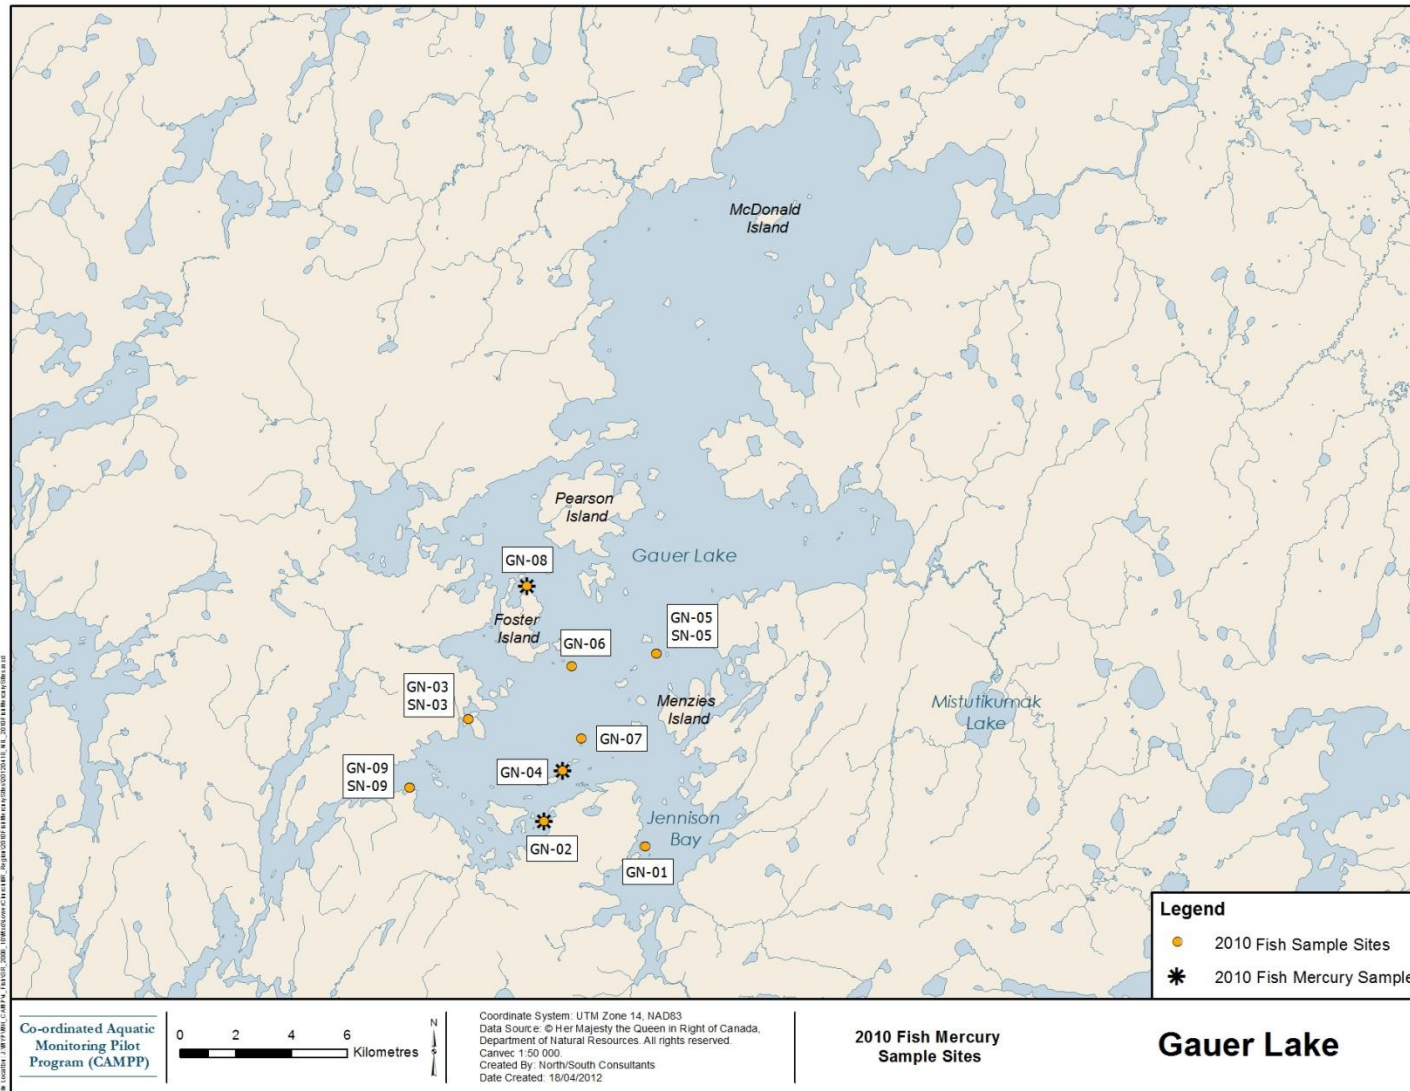 McDonald
Island
Pearson
Island
Gauer Lake
GN-08
Foster
Island
GN-05
SN-05
GN-06
GN-03
SN-03
Menzies
Island
Mistutikumak
Lake
GN-07
GN-09
SN-09
GN-04
Jennison
Bay
GN-02
GN-01
Legend
2010 Fish Sample Sites
2010 Fish Mercury Sample
Co-ordinated Aquatic
Monitoring Pilot
Program (CAMPP)
0 2 4 6
Kilometres
N
Coordinate System: UTM Zone 14, NAD83
Data Source: © Her Majesty the Queen in Right of Canada,
Department of Natural Resources. All rights reserved.
Canvec 1:50 000.
Created By: North/South Consultants
Date Created: 18/04/2012
2010 Fish Mercury
Sample Sites
Gauer Lake